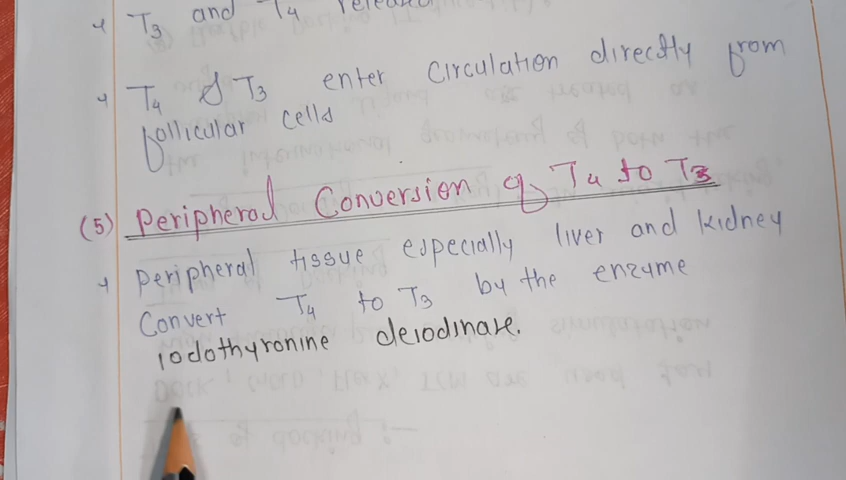 T3 and T4 released
T4 & T3 enter circulation directly from
follicular cells
(5) Peripheral Conversion of T4 to T3
Peripheral tissue especially liver and kidney
Convert T4 to T3 by the enzyme
iodothyronine deiodinase.